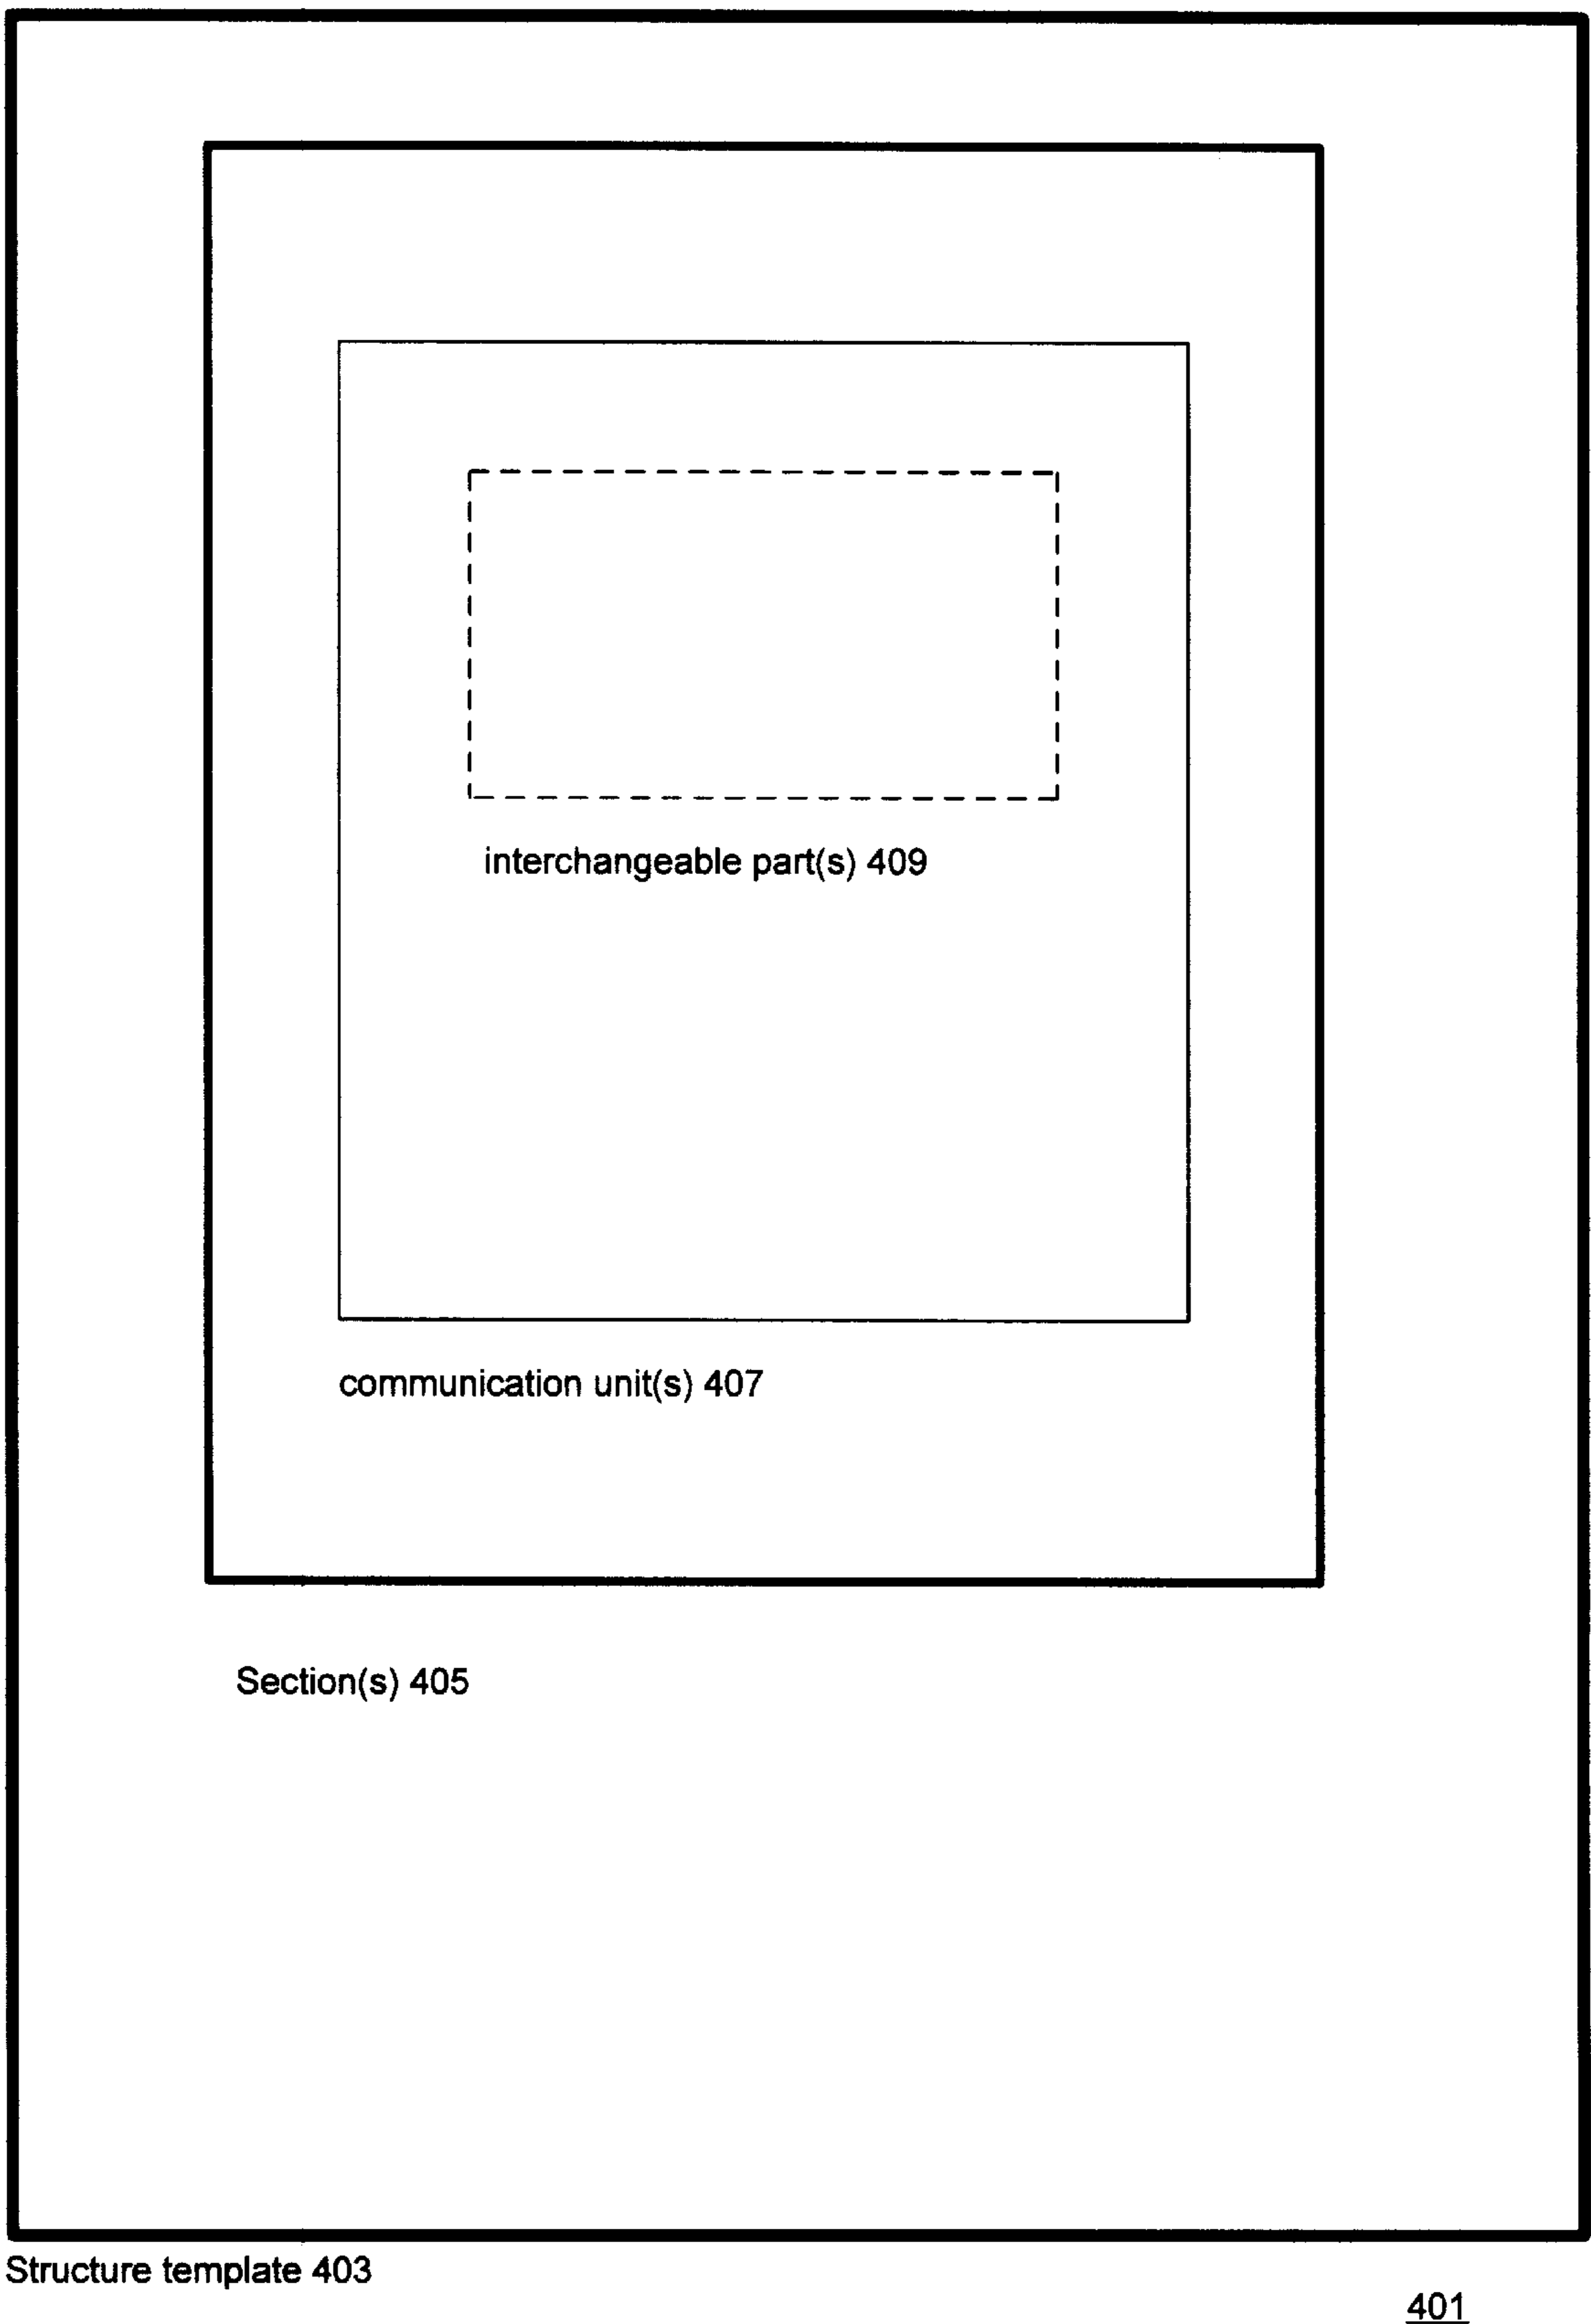 interchangeable part(s) 409
communication unit(s) 407
Section(s) 405
Structure template 403
401